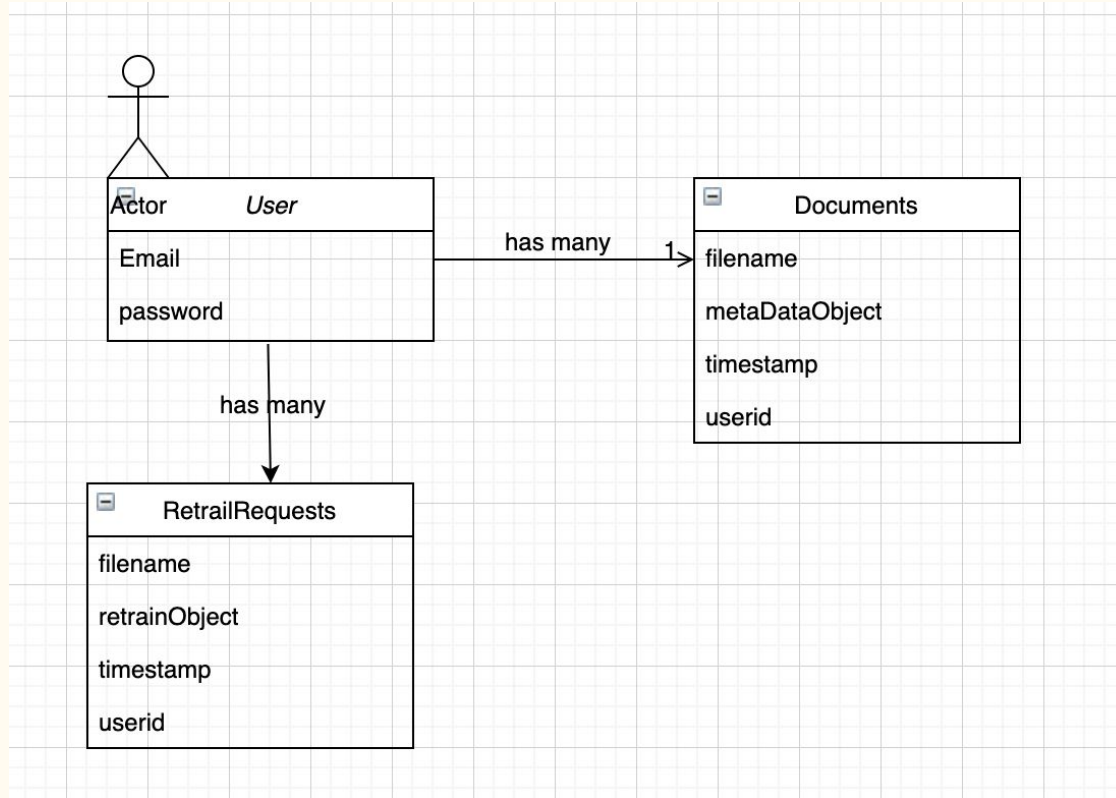 Actor
User
Email
password
has many
1
Documents
filename
metaDataObject
timestamp
userid
has many
RetrailRequests
filename
retrainObject
timestamp
userid